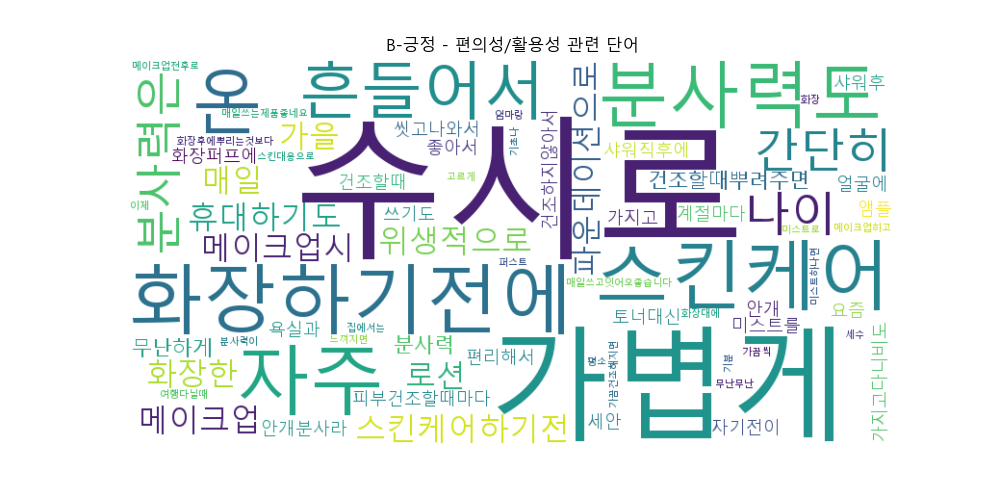 B-긍정 - 편의성/활용성 관련 단어
메이크업전후로
온
흔들어서
분사력도
샤워후
화장
매일쓰는제품좋네요
엄마랑
분사력은
화장후에뿌리는것보다
가을
씻고나와서
기초나
수시로
파운데이션으로
샤워직후에
간단히
화장퍼프에
스킨대용으로
좋아서
건조하지않아서
매일
건조할때
고르게
건조할때뿌려주면
얼굴에
이제
휴대하기도
쓰기도
가지고
계절마다
나이
앰플
미스트로
메이크업하고
메이크업시
위생적으로
퍼스트
스킨케어
화장하기전에
매일쓰고잇어요좋습니다
미스트하나면
욕실과
집에서는
토너대신
화장대에
안개
요즘
미스트를
무난하게
분사력이
느껴지면
분사력
편리해서
평소
가끔건조해지면
기분
가끔씩
세수
가볍게
자주
화장한
로션
무난무난
여행다닐때
피부건조할때마다
가지고다니비도
메이크업
안개분사라
스킨케어하기전
세안
자기전이